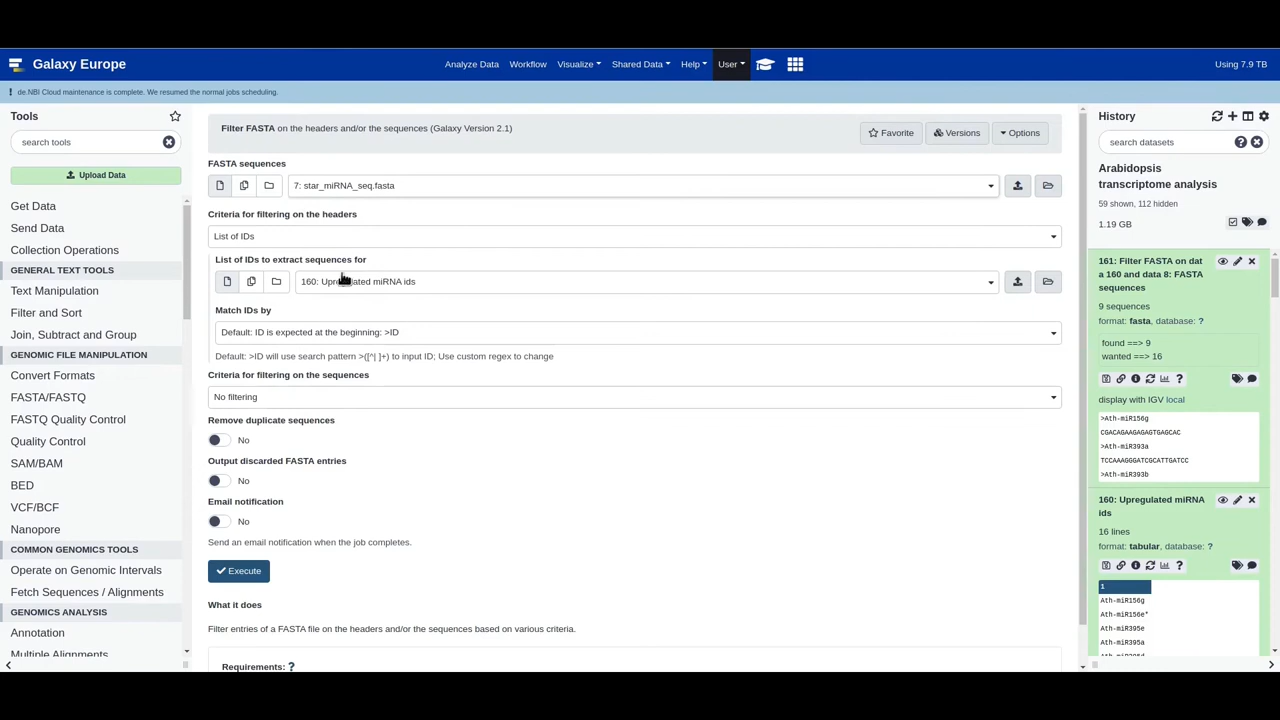 Galaxy Europe
Analyze Data
Workflow
Visualize
Shared Data
Help
User
Using 7.9 TB
! de.NBI Cloud maintenance is complete. We resumed the normal jobs scheduling.
Tools
search tools
Upload Data
Get Data
Send Data
Collection Operations
GENERAL TEXT TOOLS
Text Manipulation
Filter and Sort
Join, Subtract and Group
GENOMIC FILE MANIPULATION
Convert Formats
FASTA/FASTQ
FASTQ Quality Control
Quality Control
SAM/BAM
BED
VCF/BCF
Nanopore
COMMON GENOMICS TOOLS
Operate on Genomic Intervals
Fetch Sequences / Alignments
GENOMICS ANALYSIS
Annotation
Multiple Alignments
Filter FASTA on the headers and/or the sequences (Galaxy Version 2.1)
Favorite
Versions
Options
FASTA sequences
7: star_miRNA_seq.fasta
Criteria for filtering on the headers
List of IDs
List of IDs to extract sequences for
160: Upregulated miRNA ids
Match IDs by
Default: ID is expected at the beginning: >ID
Default: >ID will use search pattern >([^| ]+) to input ID; Use custom regex to change
Criteria for filtering on the sequences
No filtering
Remove duplicate sequences
No
Output discarded FASTA entries
No
Email notification
No
Send an email notification when the job completes.
Execute
What it does
Filter entries of a FASTA file on the headers and/or the sequences based on various criteria.
Requirements: ?
History
search datasets
Arabidopsis
transcriptome analysis
59 shown, 112 hidden
1.19 GB
161: Filter FASTA on dat
a 160 and data 8: FASTA
sequences
9 sequences
format: fasta, database: ?
found ==> 9
wanted ==> 16
display with IGV local
>Ath-miR156g
CGACAGAAGAGAGTGAGCAC
>Ath-miR393a
TCCAAAGGGATCGCATTGATCC
>Ath-miR393b
160: Upregulated miRNA
ids
16 lines
format: tabular, database: ?
1
Ath-miR156g
Ath-miR156e*
Ath-miR395e
Ath-miR395a